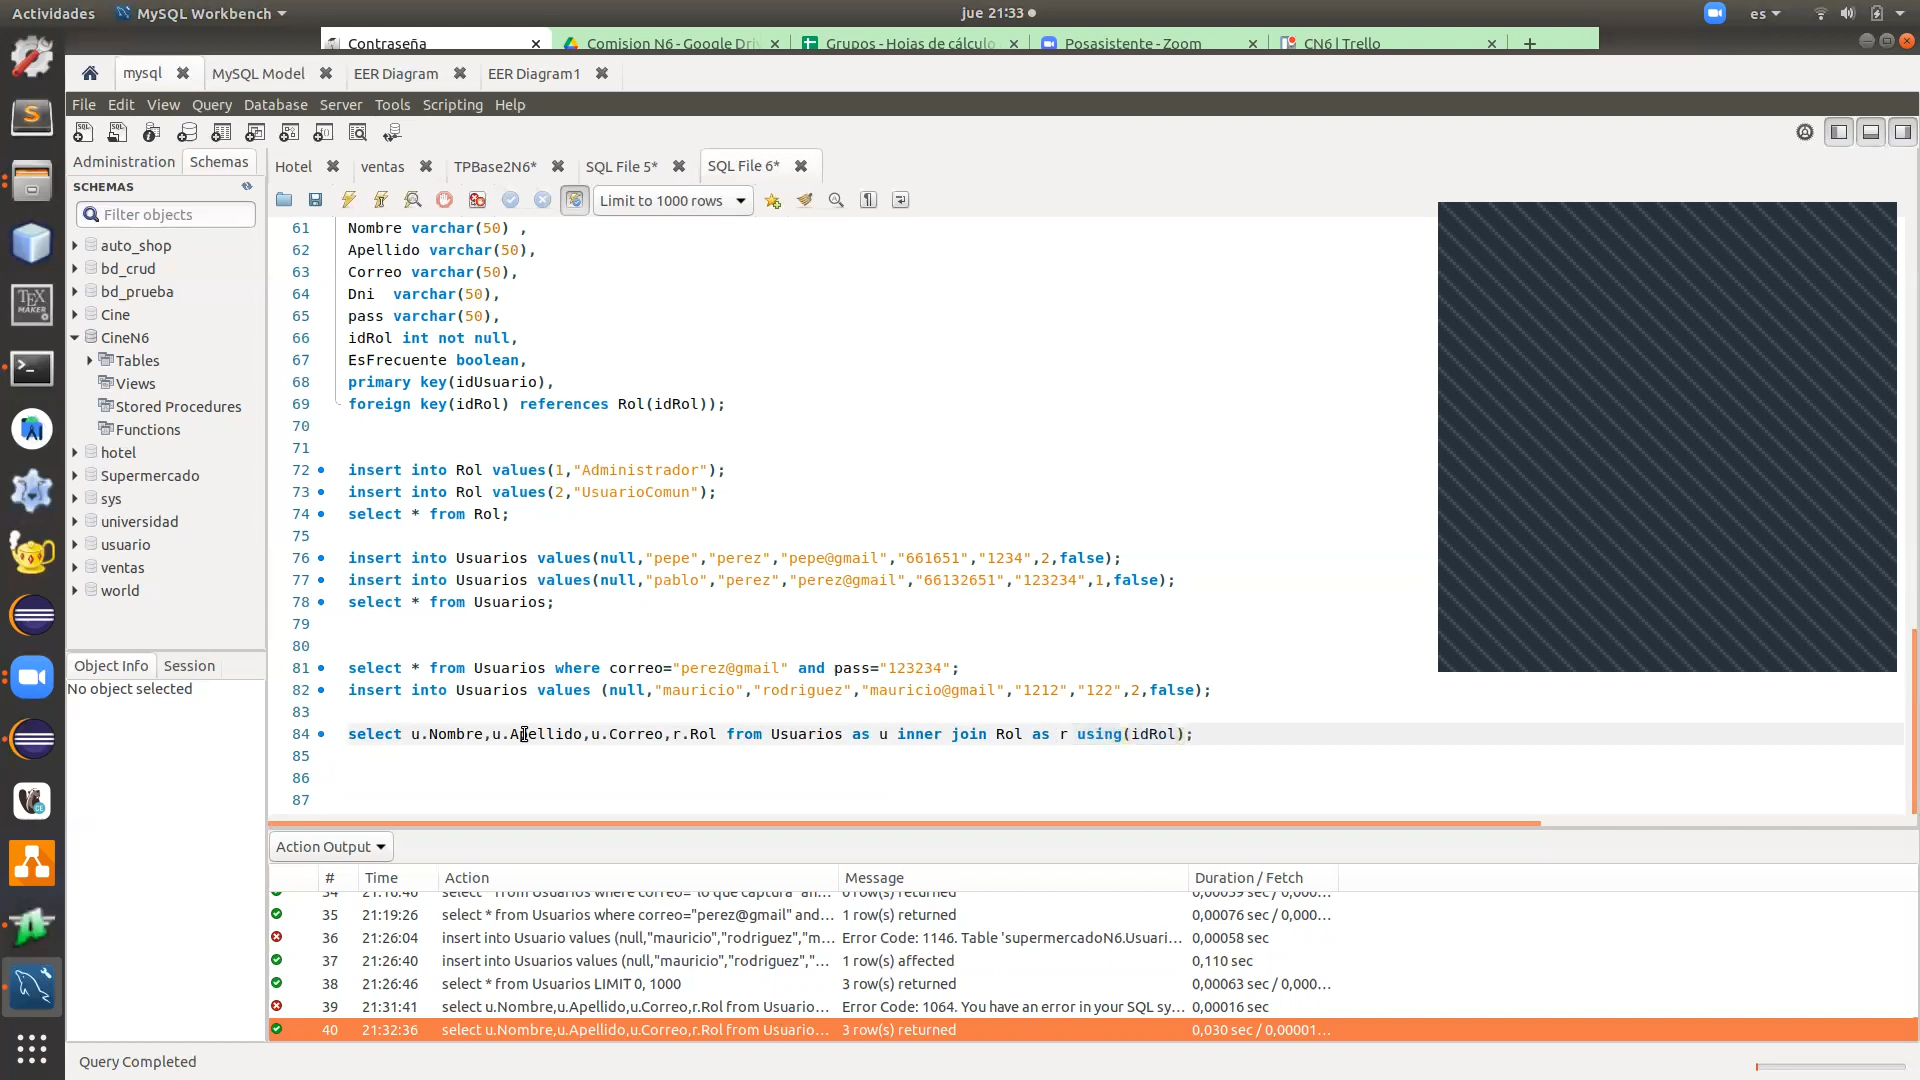 Actividades MySQL Workbench jue 21:33 es
Contraseña Comision N6 - Google Dri Grupos - Hojas de cálculo Posasistente - Zoom CN6 | Trello
mysql MySQL Model EER Diagram EER Diagram1
File Edit View Query Database Server Tools Scripting Help
Administration Schemas
Hotel ventas TPBase2N6* SQL File 5* SQL File 6*
SCHEMAS
Limit to 1000 rows
Filter objects
auto_shop
bd_crud
bd_prueba
Cine
CineN6
Tables
Views
Stored Procedures
Functions
hotel
Supermercado
sys
universidad
usuario
ventas
world
Object Info Session
No object selected
61 Nombre varchar(50) ,
62 Apellido varchar(50),
63 Correo varchar(50),
64 Dni  varchar(50),
65 pass varchar(50),
66 idRol int not null,
67 EsFrecuente boolean,
68 primary key(idUsuario),
69 foreign key(idRol) references Rol(idRol));
70
71
72 insert into Rol values(1,"Administrador");
73 insert into Rol values(2,"UsuarioComun");
74 select * from Rol;
75
76 insert into Usuarios values(null,"pepe","perez","pepe@gmail","661651","1234",2,false);
77 insert into Usuarios values(null,"pablo","perez","perez@gmail","66132651","123234",1,false);
78 select * from Usuarios;
79
80
81 select * from Usuarios where correo="perez@gmail" and pass="123234";
82 insert into Usuarios values (null,"mauricio","rodriguez","mauricio@gmail","1212","122",2,false);
83
84 select u.Nombre,u.Apellido,u.Correo,r.Rol from Usuarios as u inner join Rol as r using(idRol);
85
86
87
Action Output
# Time Action Message Duration / Fetch
35 21:19:26 select * from Usuarios where correo="perez@gmail" and... 1 row(s) returned 0,00076 sec / 0,000...
36 21:26:04 insert into Usuario values (null,"mauricio","rodriguez","m... Error Code: 1146. Table 'supermercadoN6.Usuari... 0,00058 sec
37 21:26:40 insert into Usuarios values (null,"mauricio","rodriguez","... 1 row(s) affected 0,110 sec
38 21:26:46 select * from Usuarios LIMIT 0, 1000 3 row(s) returned 0,00063 sec / 0,000...
39 21:31:41 select u.Nombre,u.Apellido,u.Correo,r.Rol from Usuario... Error Code: 1064. You have an error in your SQL sy... 0,00016 sec
40 21:32:36 select u.Nombre,u.Apellido,u.Correo,r.Rol from Usuario... 3 row(s) returned 0,030 sec / 0,00001...
Query Completed